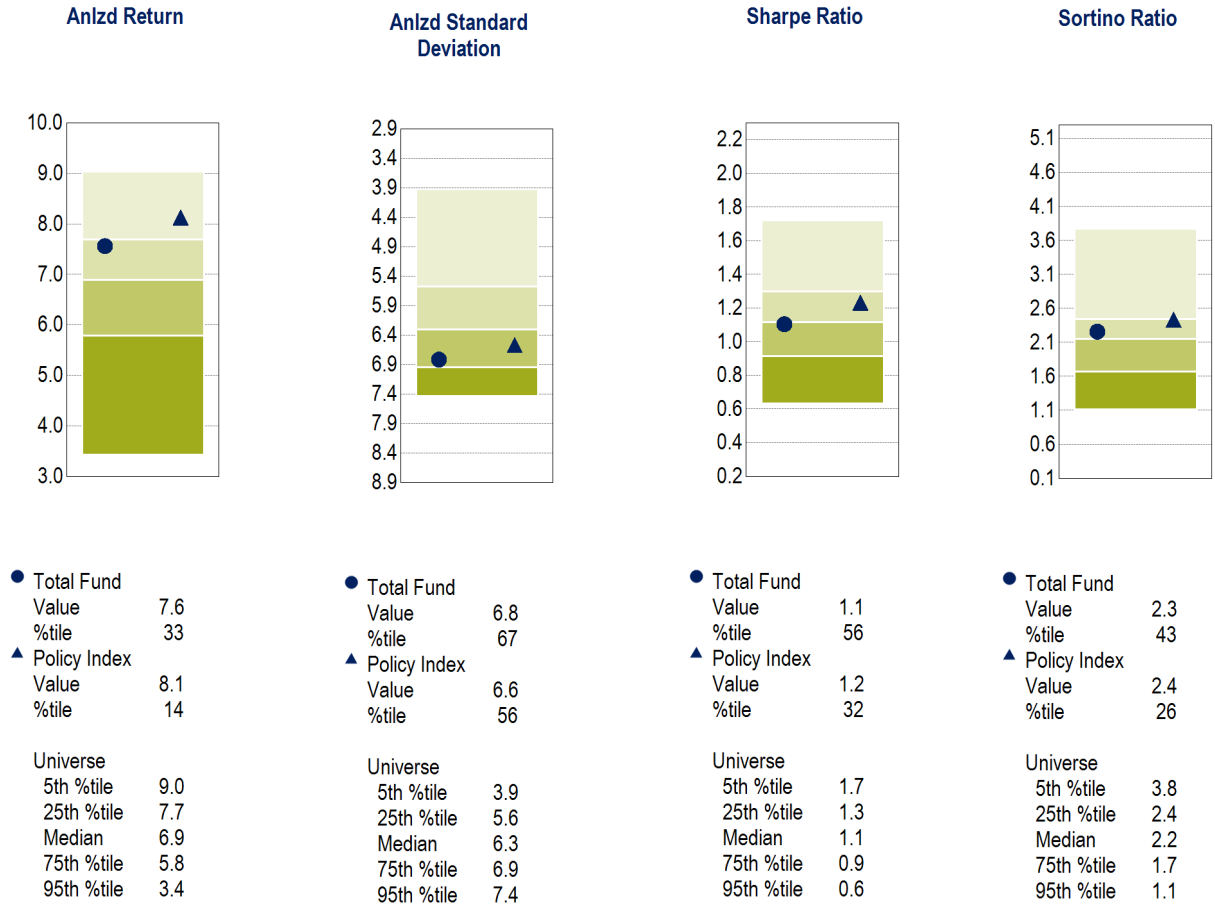 Anlzd Return
10.0
9.0
8.0
7.0
6.0
5.0
4.0
3.0
Total Fund
Value 7.6
%tile 33
Policy Index
Value 8.1
%tile 14
Universe
5th %tile 9.0
25th %tile 7.7
Median 6.9
75th %tile 5.8
95th %tile 3.4
Anlzd Standard
Deviation
2.9
3.4
3.9
4.4
4.9
5.4
5.9
6.4
6.9
7.4
7.9
8.4
8.9
Total Fund
Value 6.8
%tile 67
Policy Index
Value 6.6
%tile 56
Universe
5th %tile 3.9
25th %tile 5.6
Median 6.3
75th %tile 6.9
95th %tile 7.4
Sharpe Ratio
2.2
2.0
1.8
1.6
1.4
1.2
1.0
0.8
0.6
0.4
0.2
Total Fund
Value 1.1
%tile 56
Policy Index
Value 1.2
%tile 32
Universe
5th %tile 1.7
25th %tile 1.3
Median 1.1
75th %tile 0.9
95th %tile 0.6
Sortino Ratio
5.1
4.6
4.1
3.6
3.1
2.6
2.1
1.6
1.1
0.6
0.1
Total Fund
Value 2.3
%tile 43
Policy Index
Value 2.4
%tile 26
Universe
5th %tile 3.8
25th %tile 2.4
Median 2.2
75th %tile 1.7
95th %tile 1.1